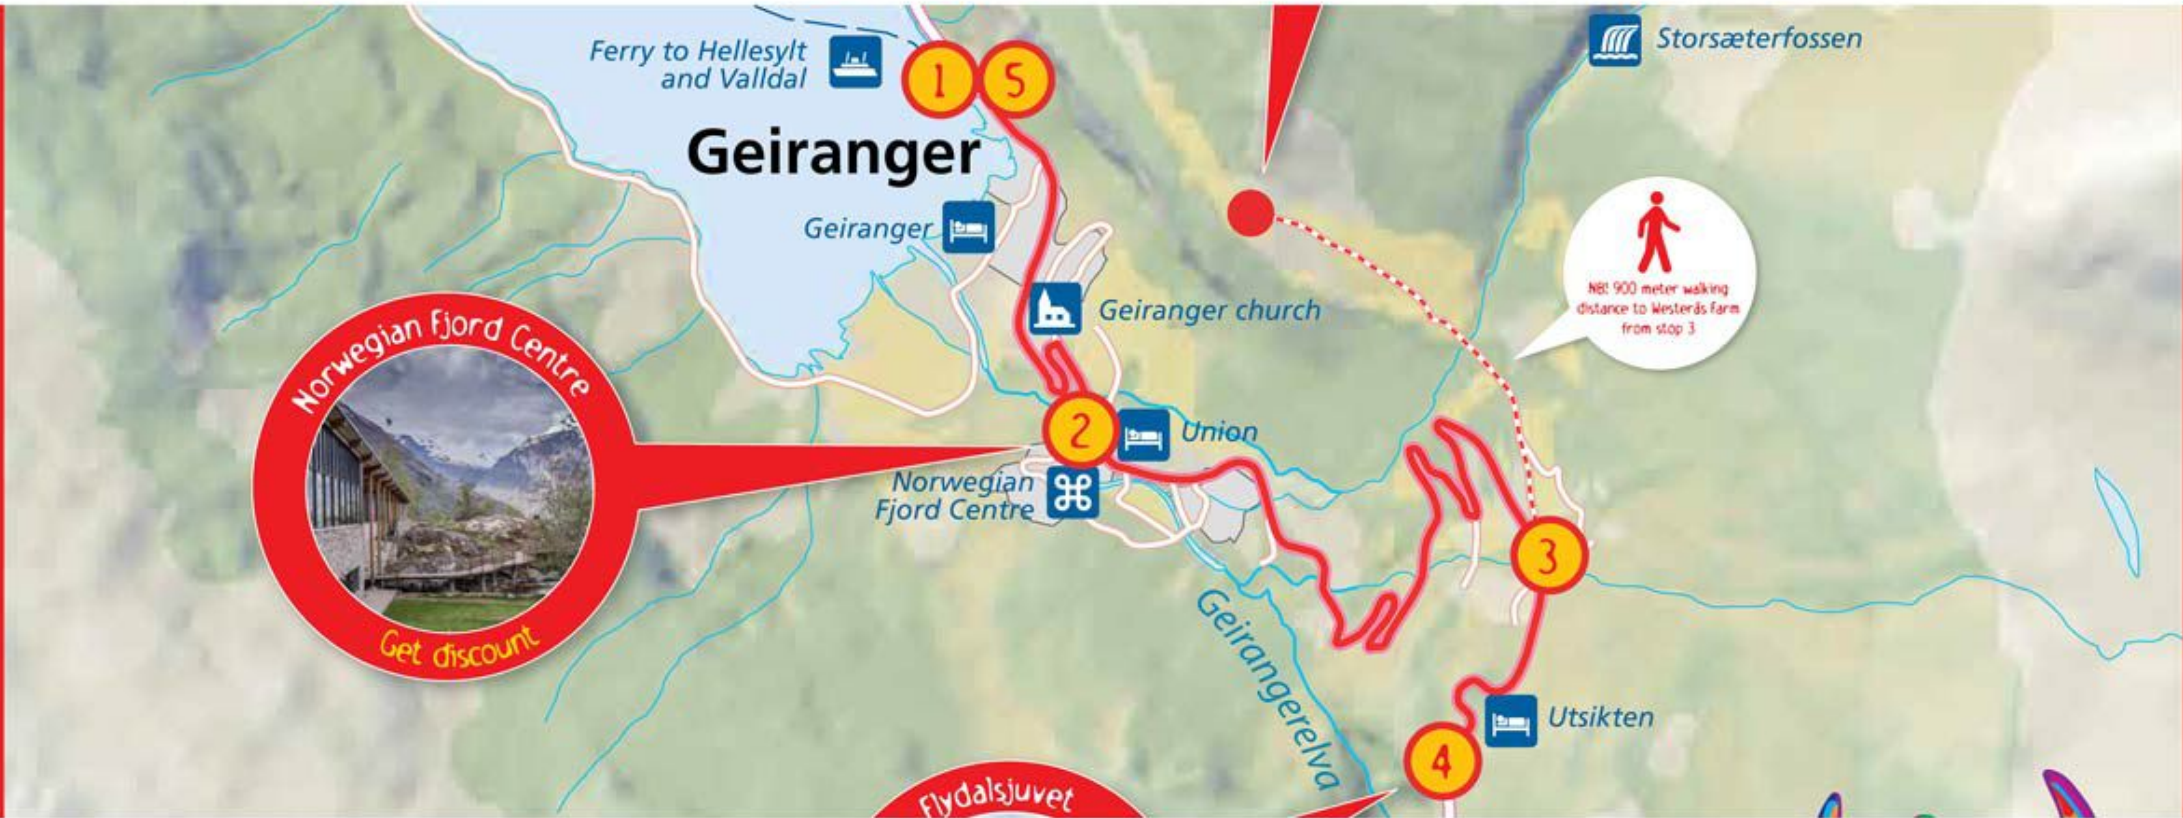 Ferry to Hellesylt
and Valldal
1
5
Storsæterfossen
Geiranger
Geiranger
NB! 900 meter walking
distance to Westerås Farm
from stop 3
Geiranger church
Norwegian Fjord Centre
2
Union
Norwegian
Fjord Centre
3
Get discount
Geirangerelva
Utsikten
4
Flydalsjuvet